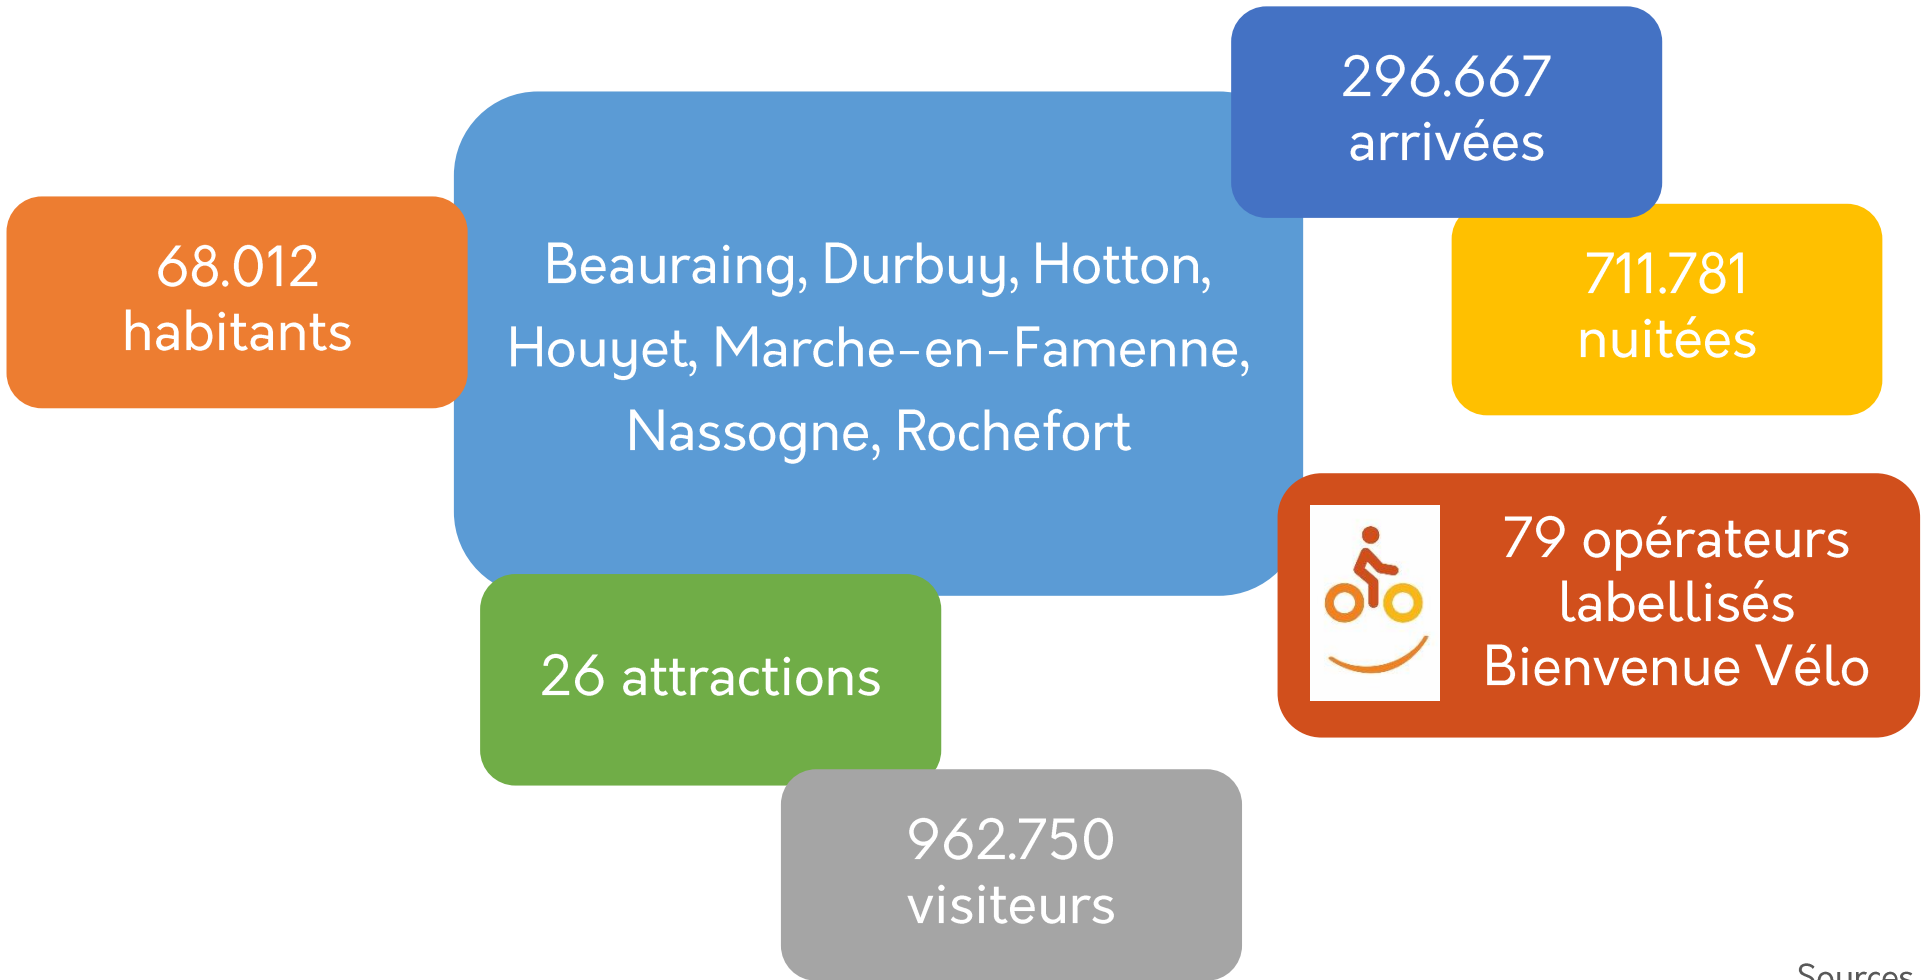 296.667
arrivées
68.012
habitants
Beauraing, Durbuy, Hotton,
Houyet, Marche-en-Famenne,
Nassogne, Rochefort
711.781
nuitées
79 opérateurs
labellisés
Bienvenue Vélo
26 attractions
962.750
visiteurs
Sources